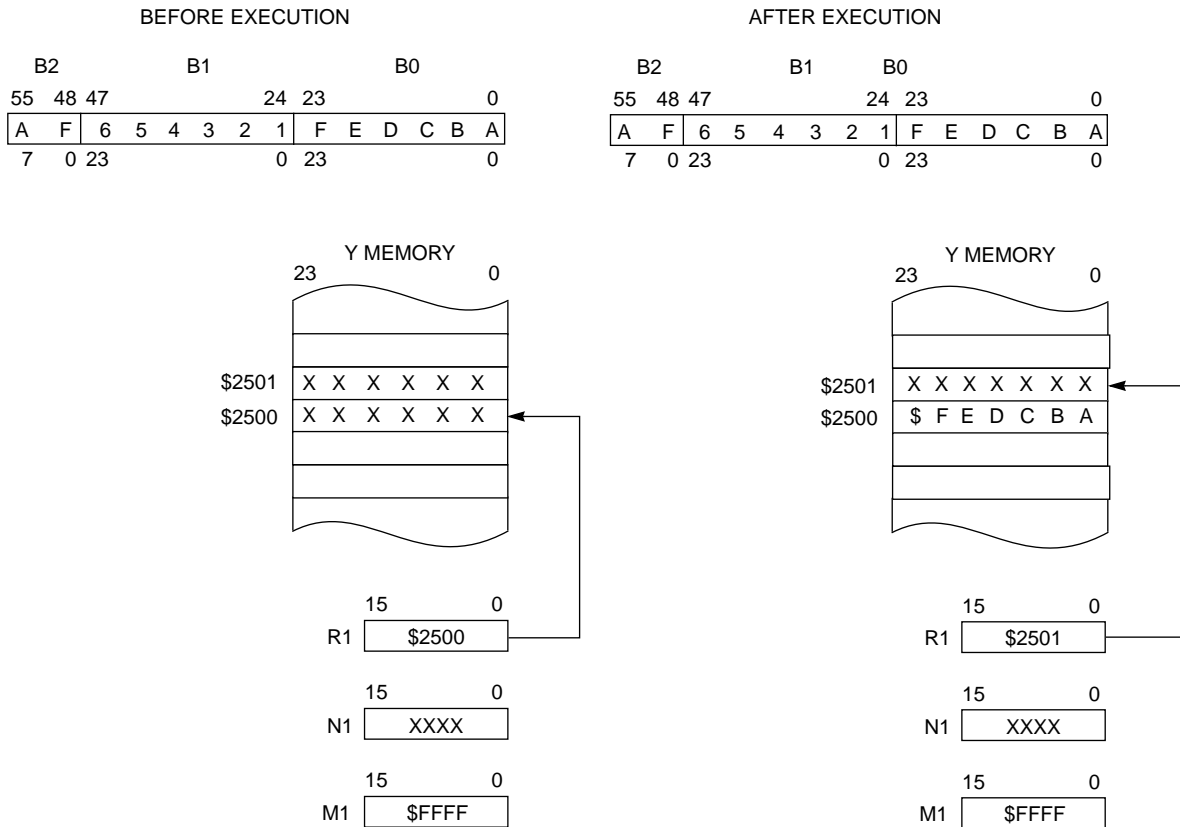 BEFORE EXECUTION
B2 B1 B0
55 48 47 24 23 0
A F 6 5 4 3 2 1 F E D C B A
7 0 23 0 23 0
Y MEMORY
23 0
$2501 X X X X X X
$2500 X X X X X X
15 0
R1 $2500
15 0
N1 XXXX
15 0
M1 $FFFF
AFTER EXECUTION
B2 B1 B0
55 48 47 24 23 0
A F 6 5 4 3 2 1 F E D C B A
7 0 23 0 23 0
Y MEMORY
23 0
$2501 X X X X X X X
$2500 $ F E D C B A
15 0
R1 $2501
15 0
N1 XXXX
15 0
M1 $FFFF